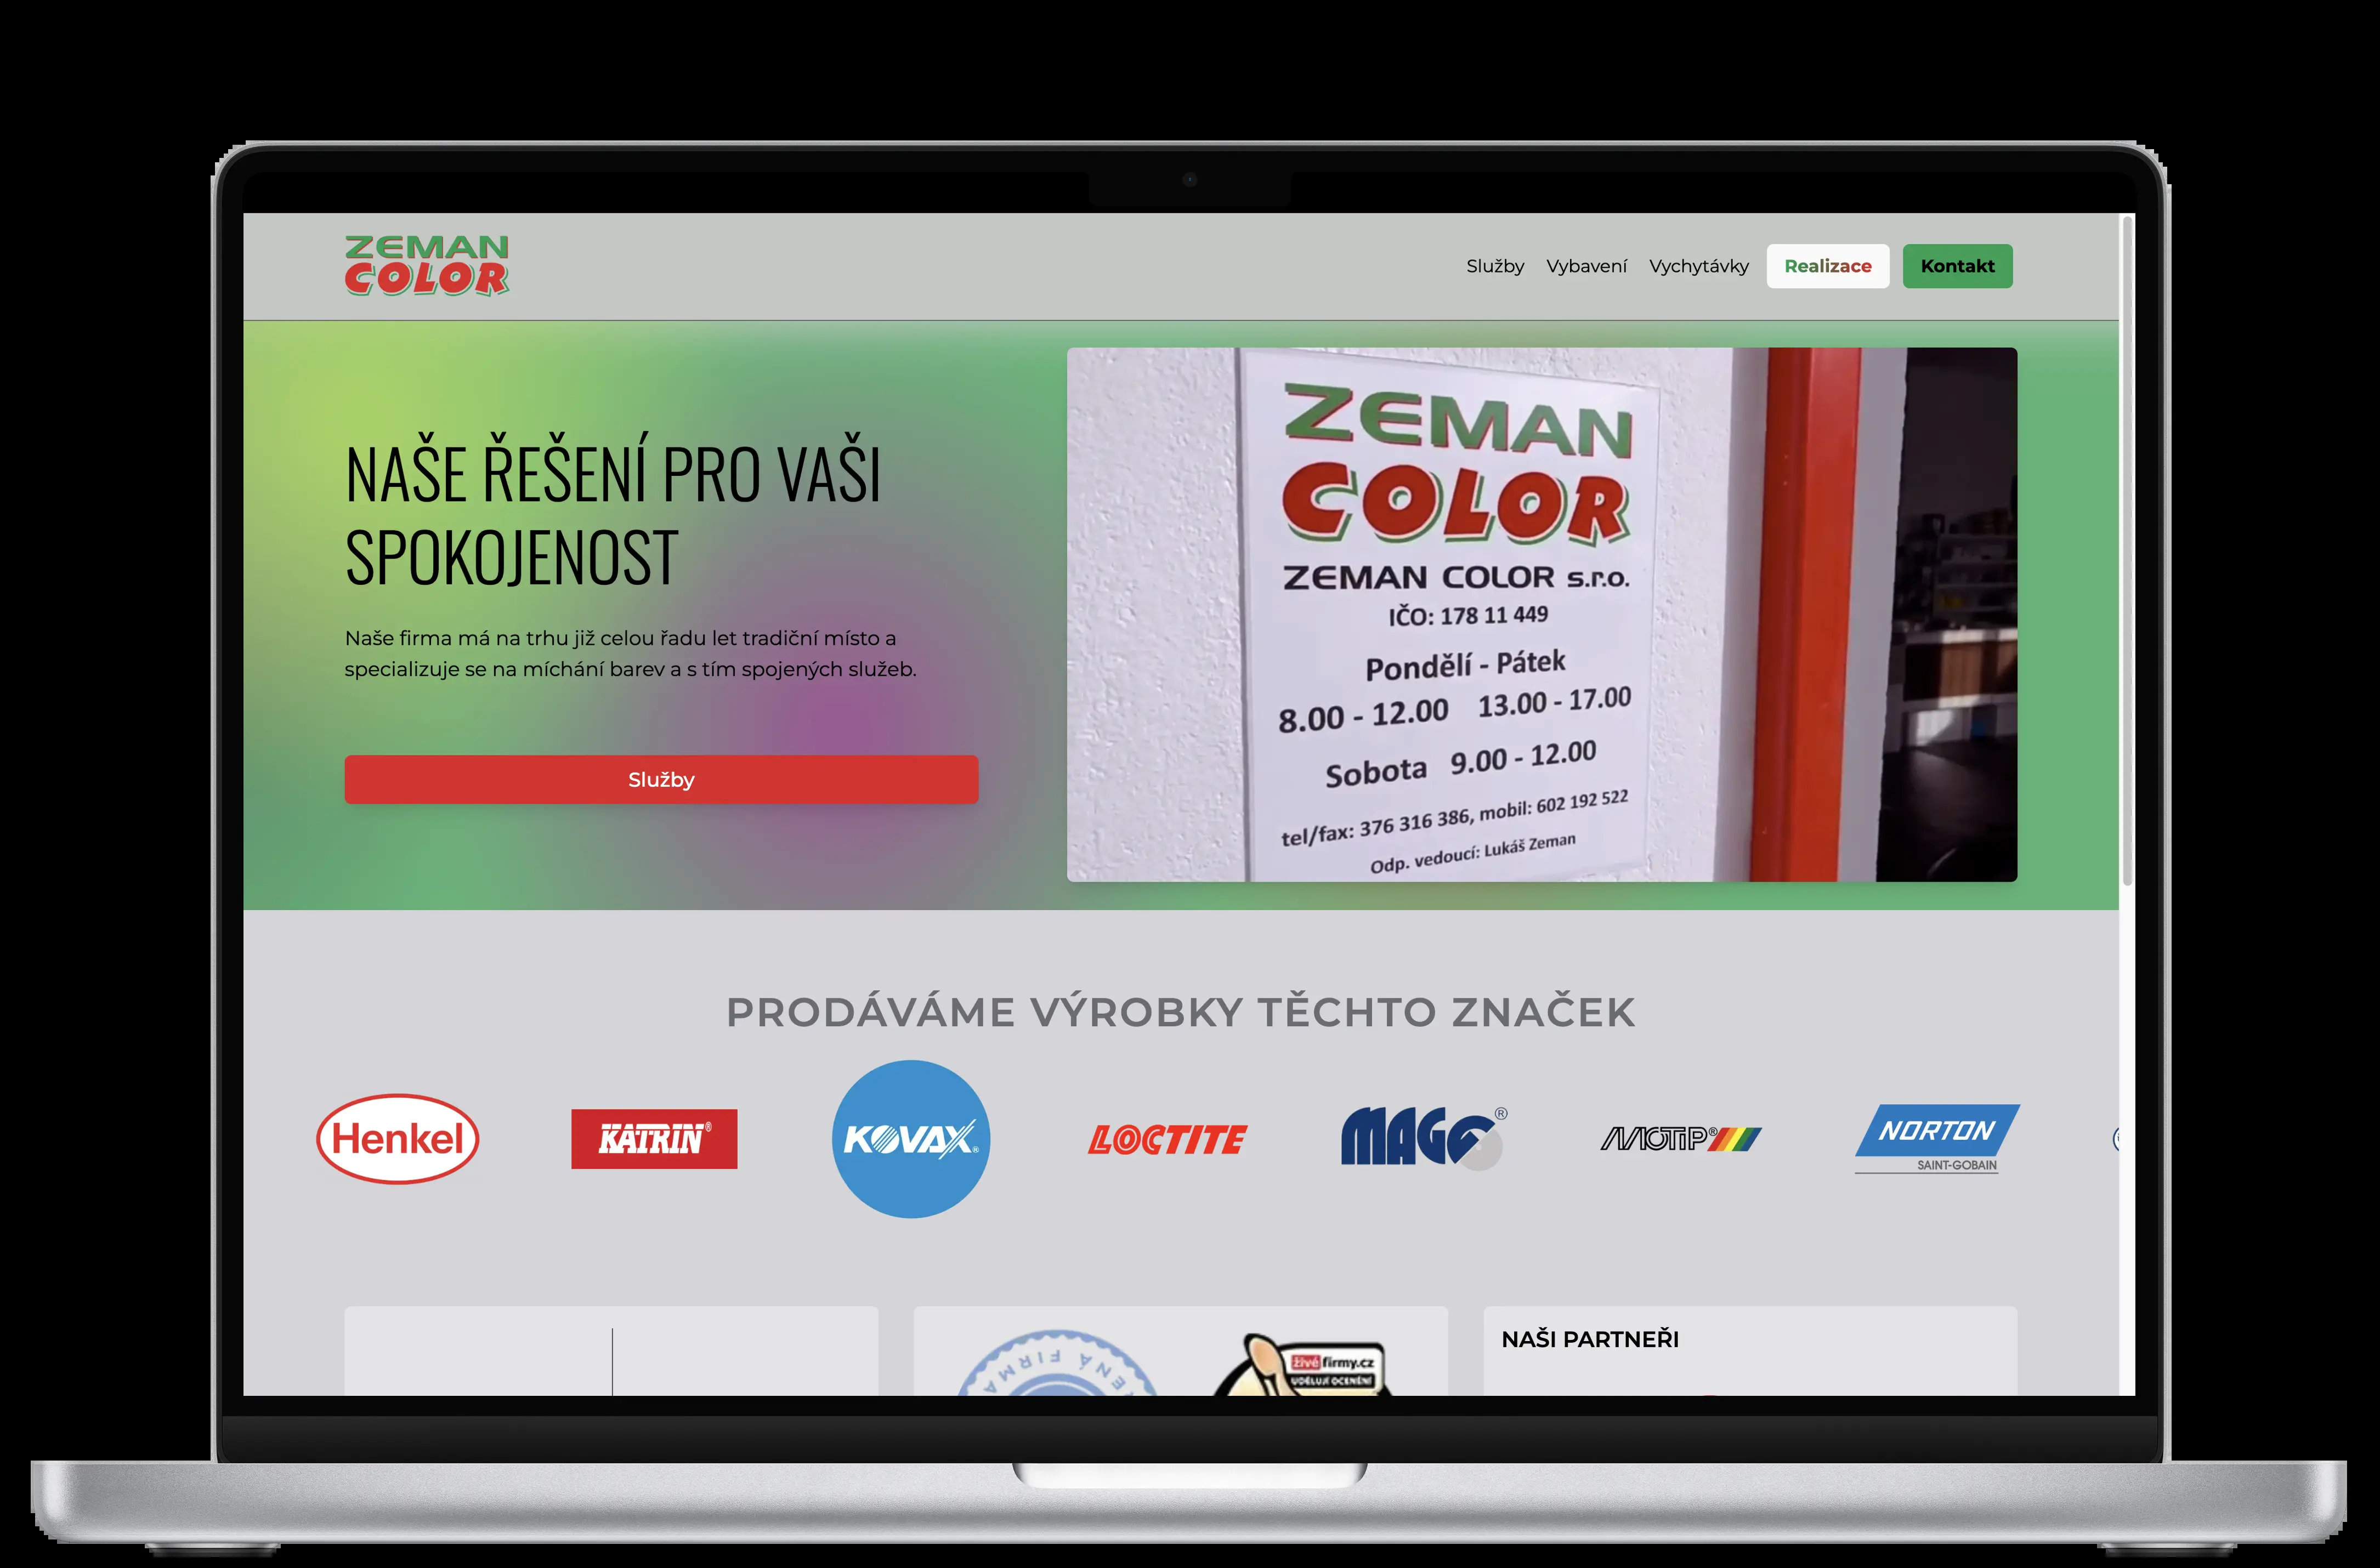 ZEMAN
COLOR
Služby Vybavení Vychytávky Realizace Kontakt
NAŠE ŘEŠENÍ PRO VAŠI
SPOKOJENOST
Naše firma má na trhu již celou řadu let tradiční místo a
specializuje se na míchání barev a s tím spojených služeb.
Služby
ZEMAN
COLOR
ZEMAN COLOR s.r.o.
IČO: 178 11 449
Pondělí - Pátek
8.00 - 12.00 13.00 - 17.00
Sobota 9.00 - 12.00
tel/fax: 376 316 386, mobil: 602 192 522
Odp. vedoucí: Lukáš Zeman
PRODÁVÁME VÝROBKY TĚCHTO ZNAČEK
Henkel
KATRIN®
KOVAX®
LOCTITE
MAGG®
MOTIP®
NORTON
SAINT-GOBAIN
živéfirmy.cz
UDĚLUJÍ OCENĚNÍ
NAŠI PARTNEŘI